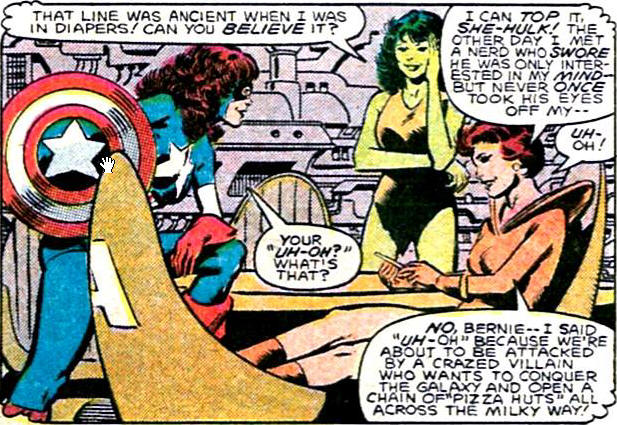 THAT LINE WAS ANCIENT WHEN I WAS
IN DIAPERS! CAN YOU BELIEVE IT?
I CAN TOP IT,
SHE-HULK! THE
OTHER DAY I MET
A NERD WHO SWORE
HE WAS ONLY INTER-
ESTED IN MY MIND--
BUT NEVER ONCE
TOOK HIS EYES
OFF MY--
UH-
OH!
YOUR
"UH-OH?"
WHAT'S
THAT?
NO, BERNIE-- I SAID
"UH-OH" BECAUSE WE'RE
ABOUT TO BE ATTACKED
BY A CRAZED VILLAIN
WHO WANTS TO CONQUER
THE GALAXY AND OPEN A
CHAIN OF "PIZZA HUTS" ALL
ACROSS THE MILKY WAY!
A